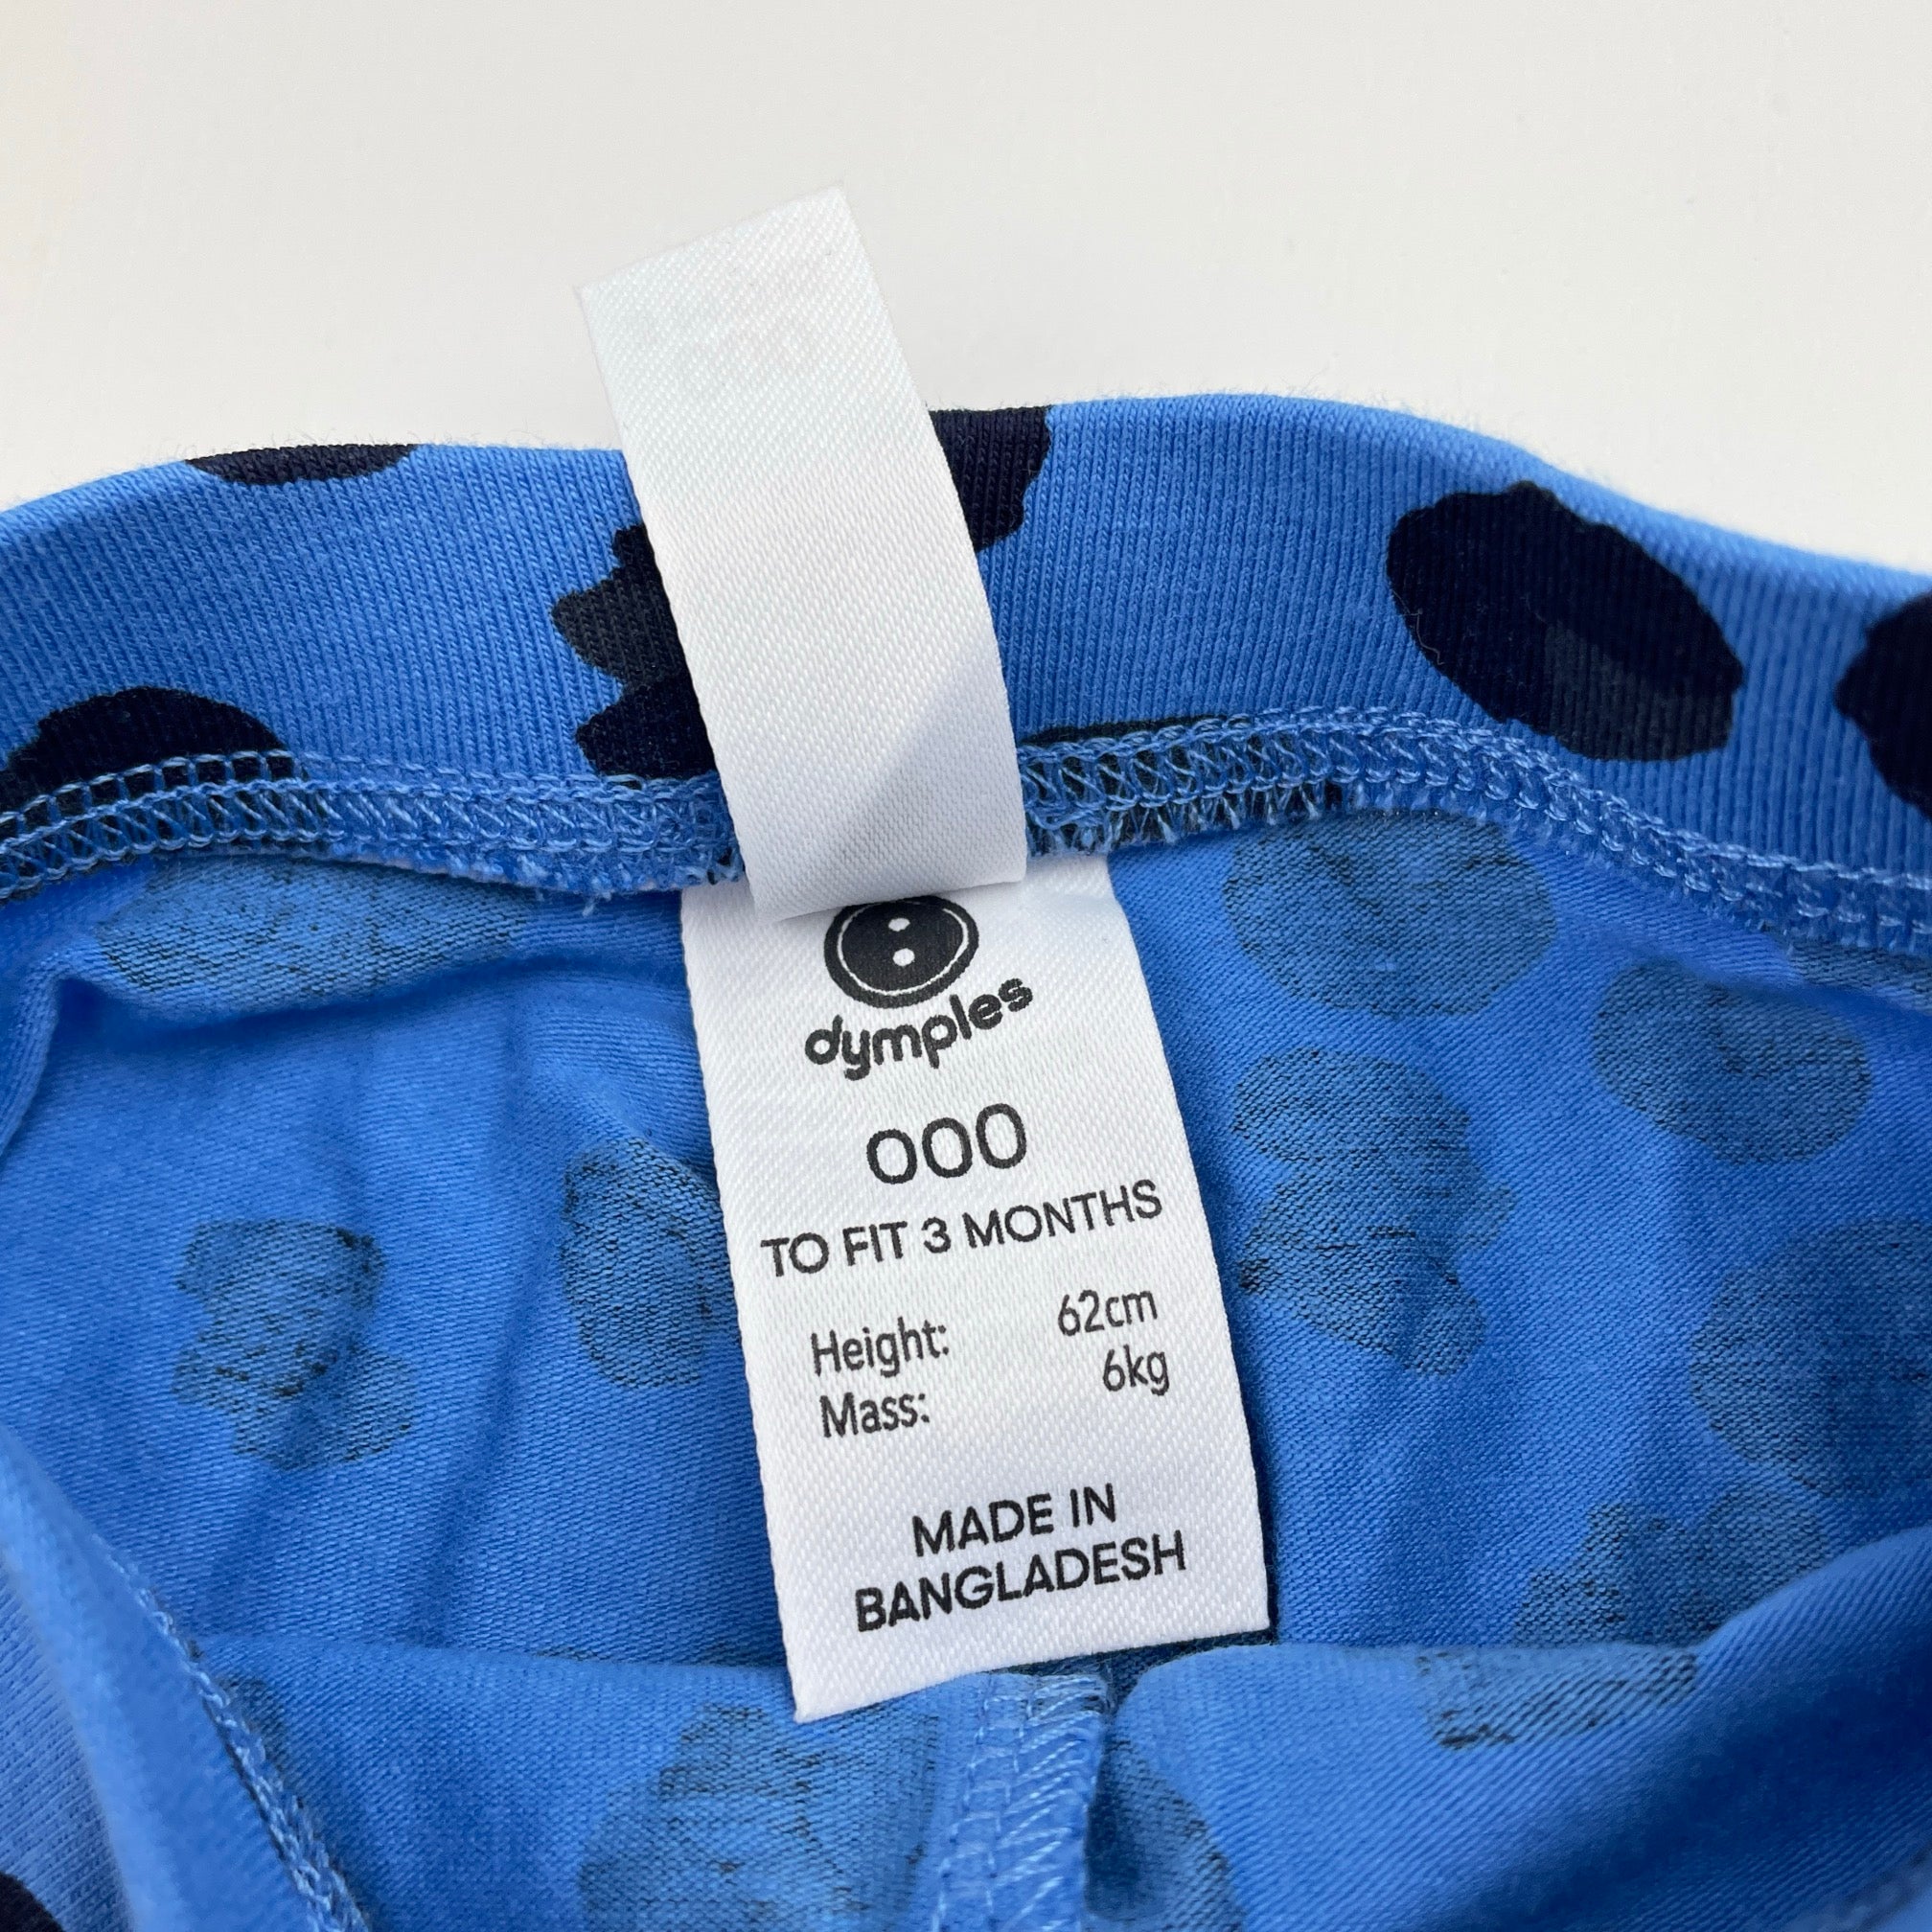 dymples
000
TO FIT 3 MONTHS
Height: 62cm
Mass: 6kg
MADE IN
BANGLADESH